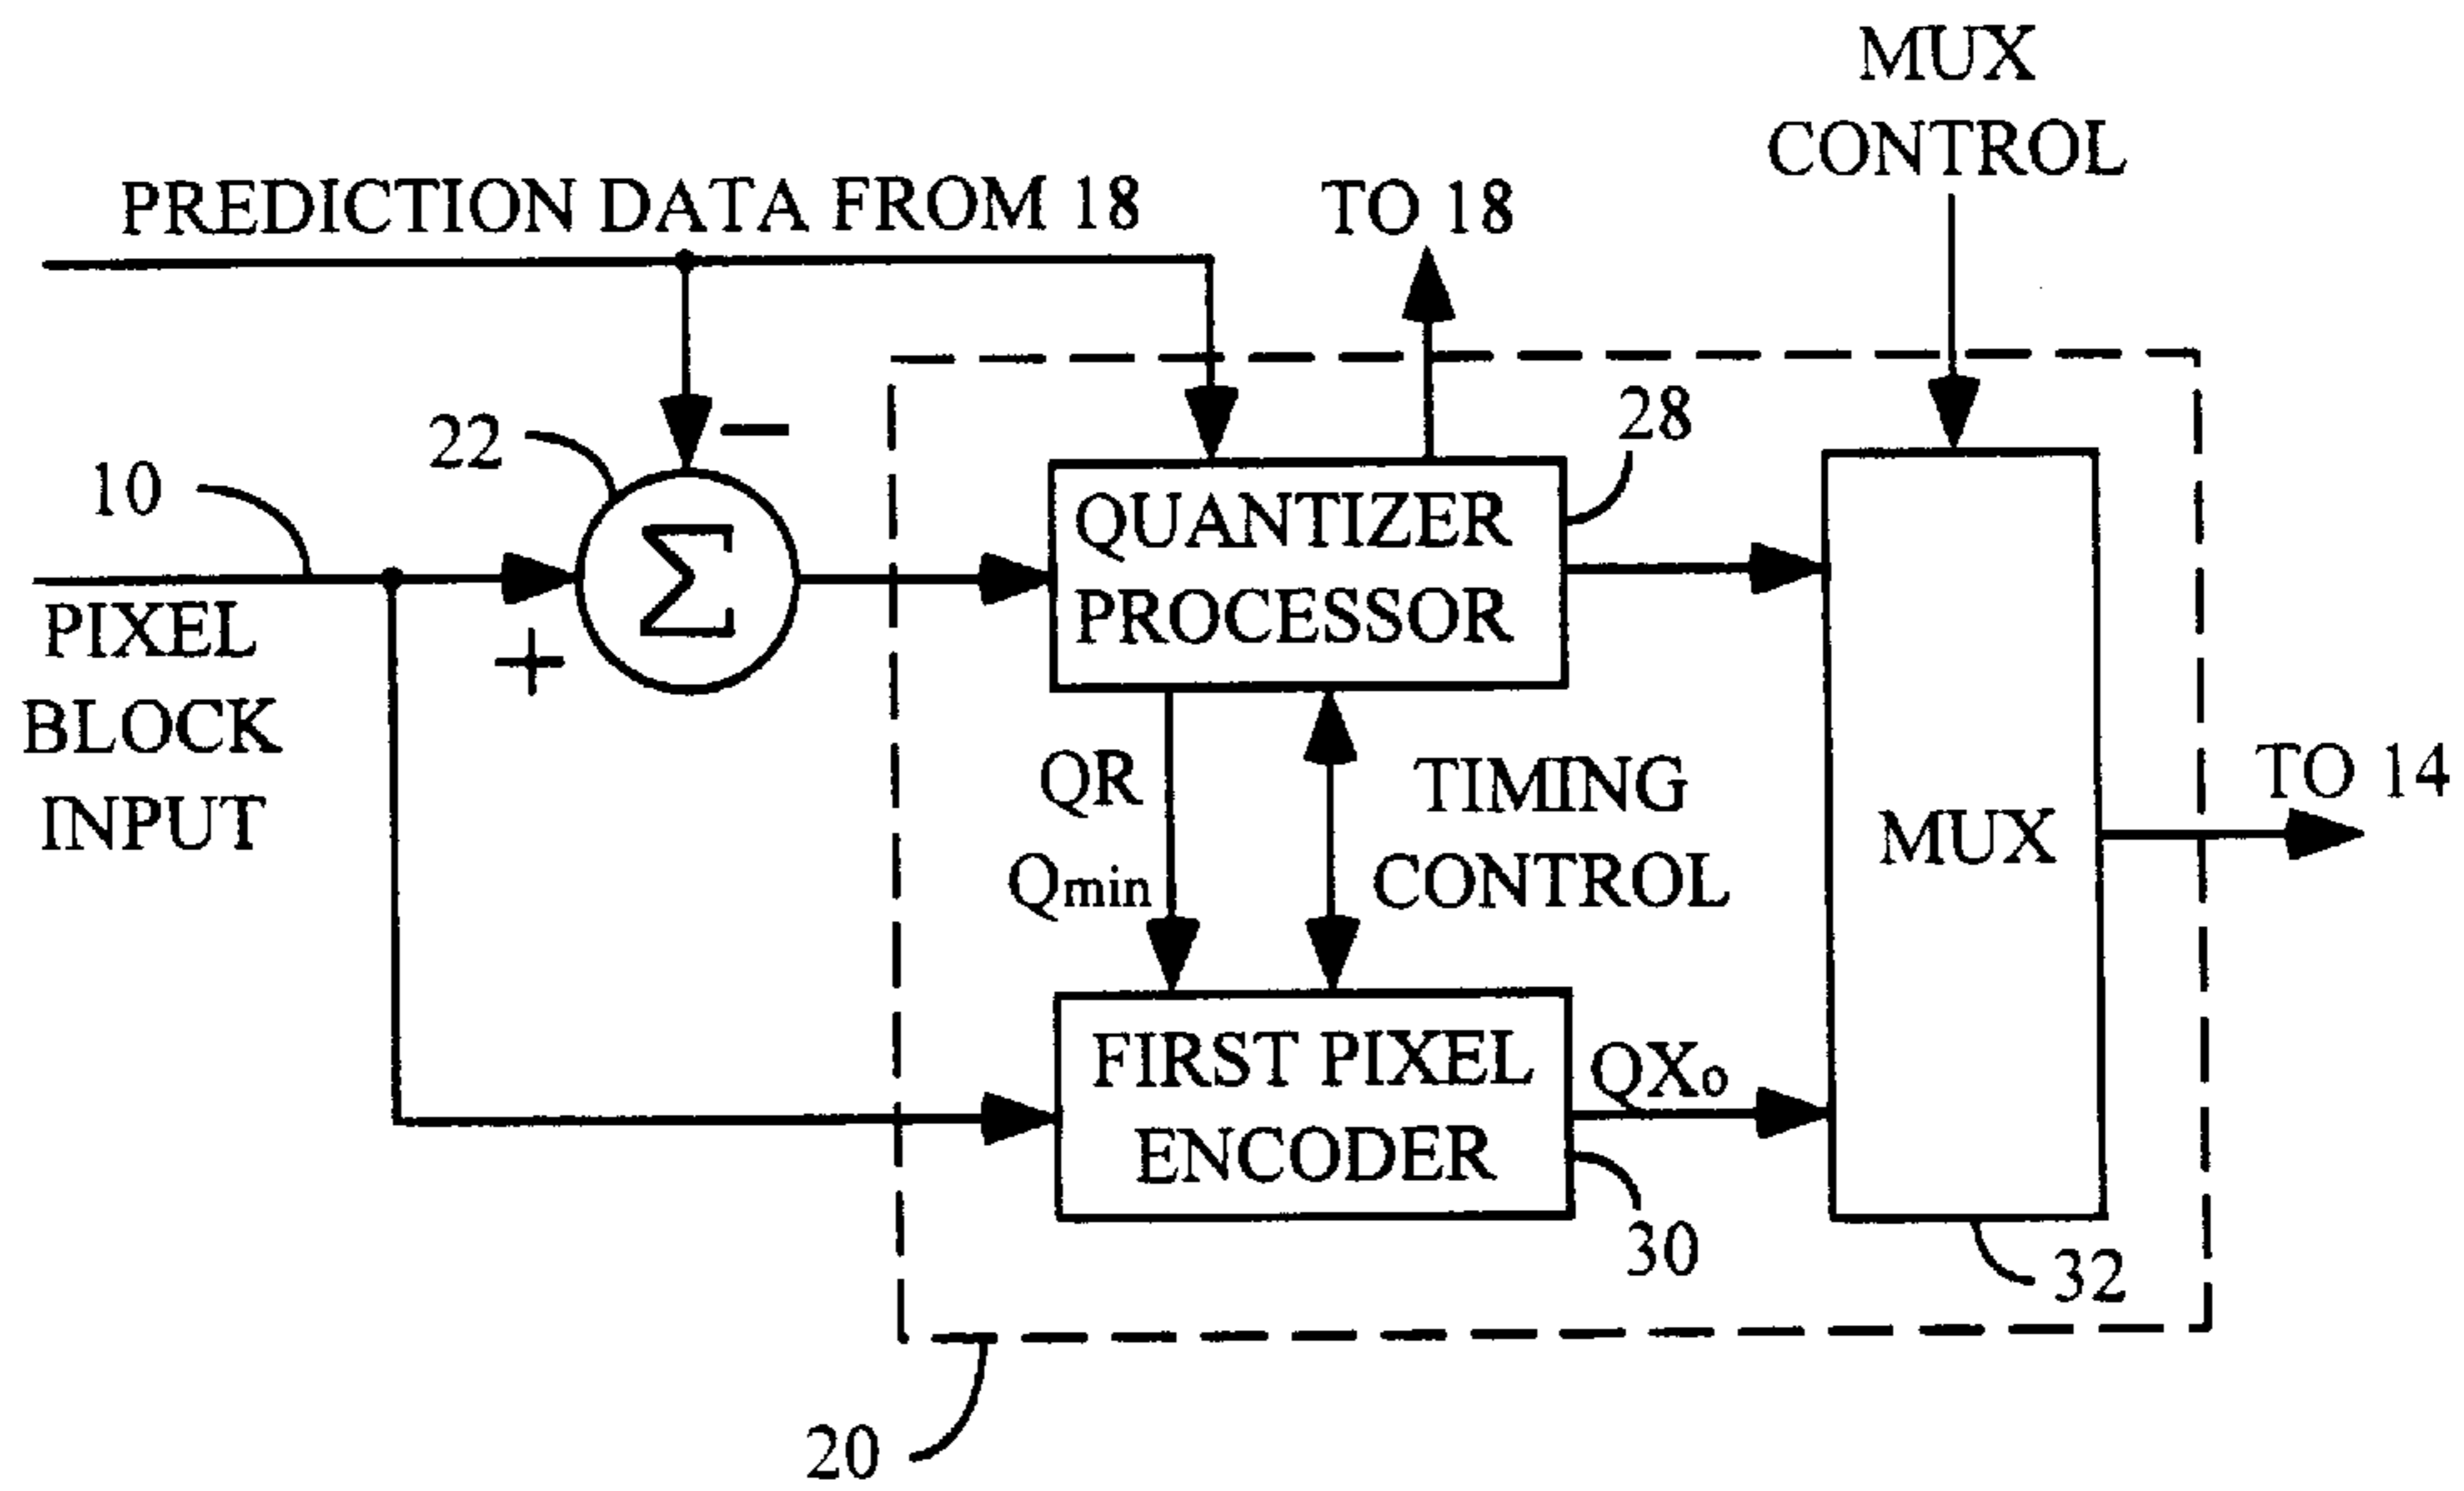 MUX
CONTROL
PREDICTION DATA FROM 18
TO 18
28
22
10
−
QUANTIZER
PROCESSOR
Σ
+
PIXEL
BLOCK
INPUT
QR
Qmin
TIMING
CONTROL
MUX
TO 14
FIRST PIXEL
ENCODER
QX₀
30
32
20